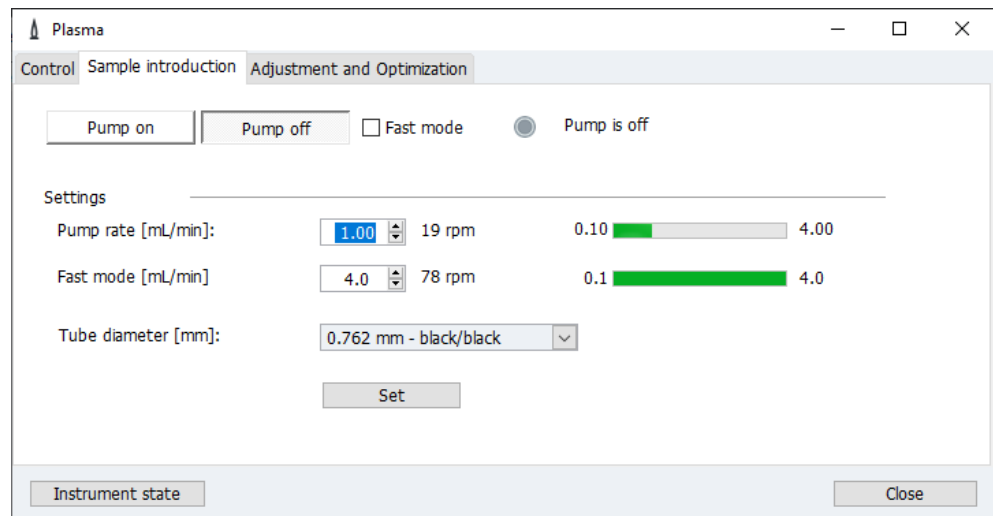 Plasma
Control Sample introduction Adjustment and Optimization
Pump on Pump off Fast mode Pump is off
Settings
Pump rate [mL/min]: 1.00 19 rpm 0.10 4.00
Fast mode [mL/min] 4.0 78 rpm 0.1 4.0
Tube diameter [mm]: 0.762 mm - black/black
Set
Instrument state Close